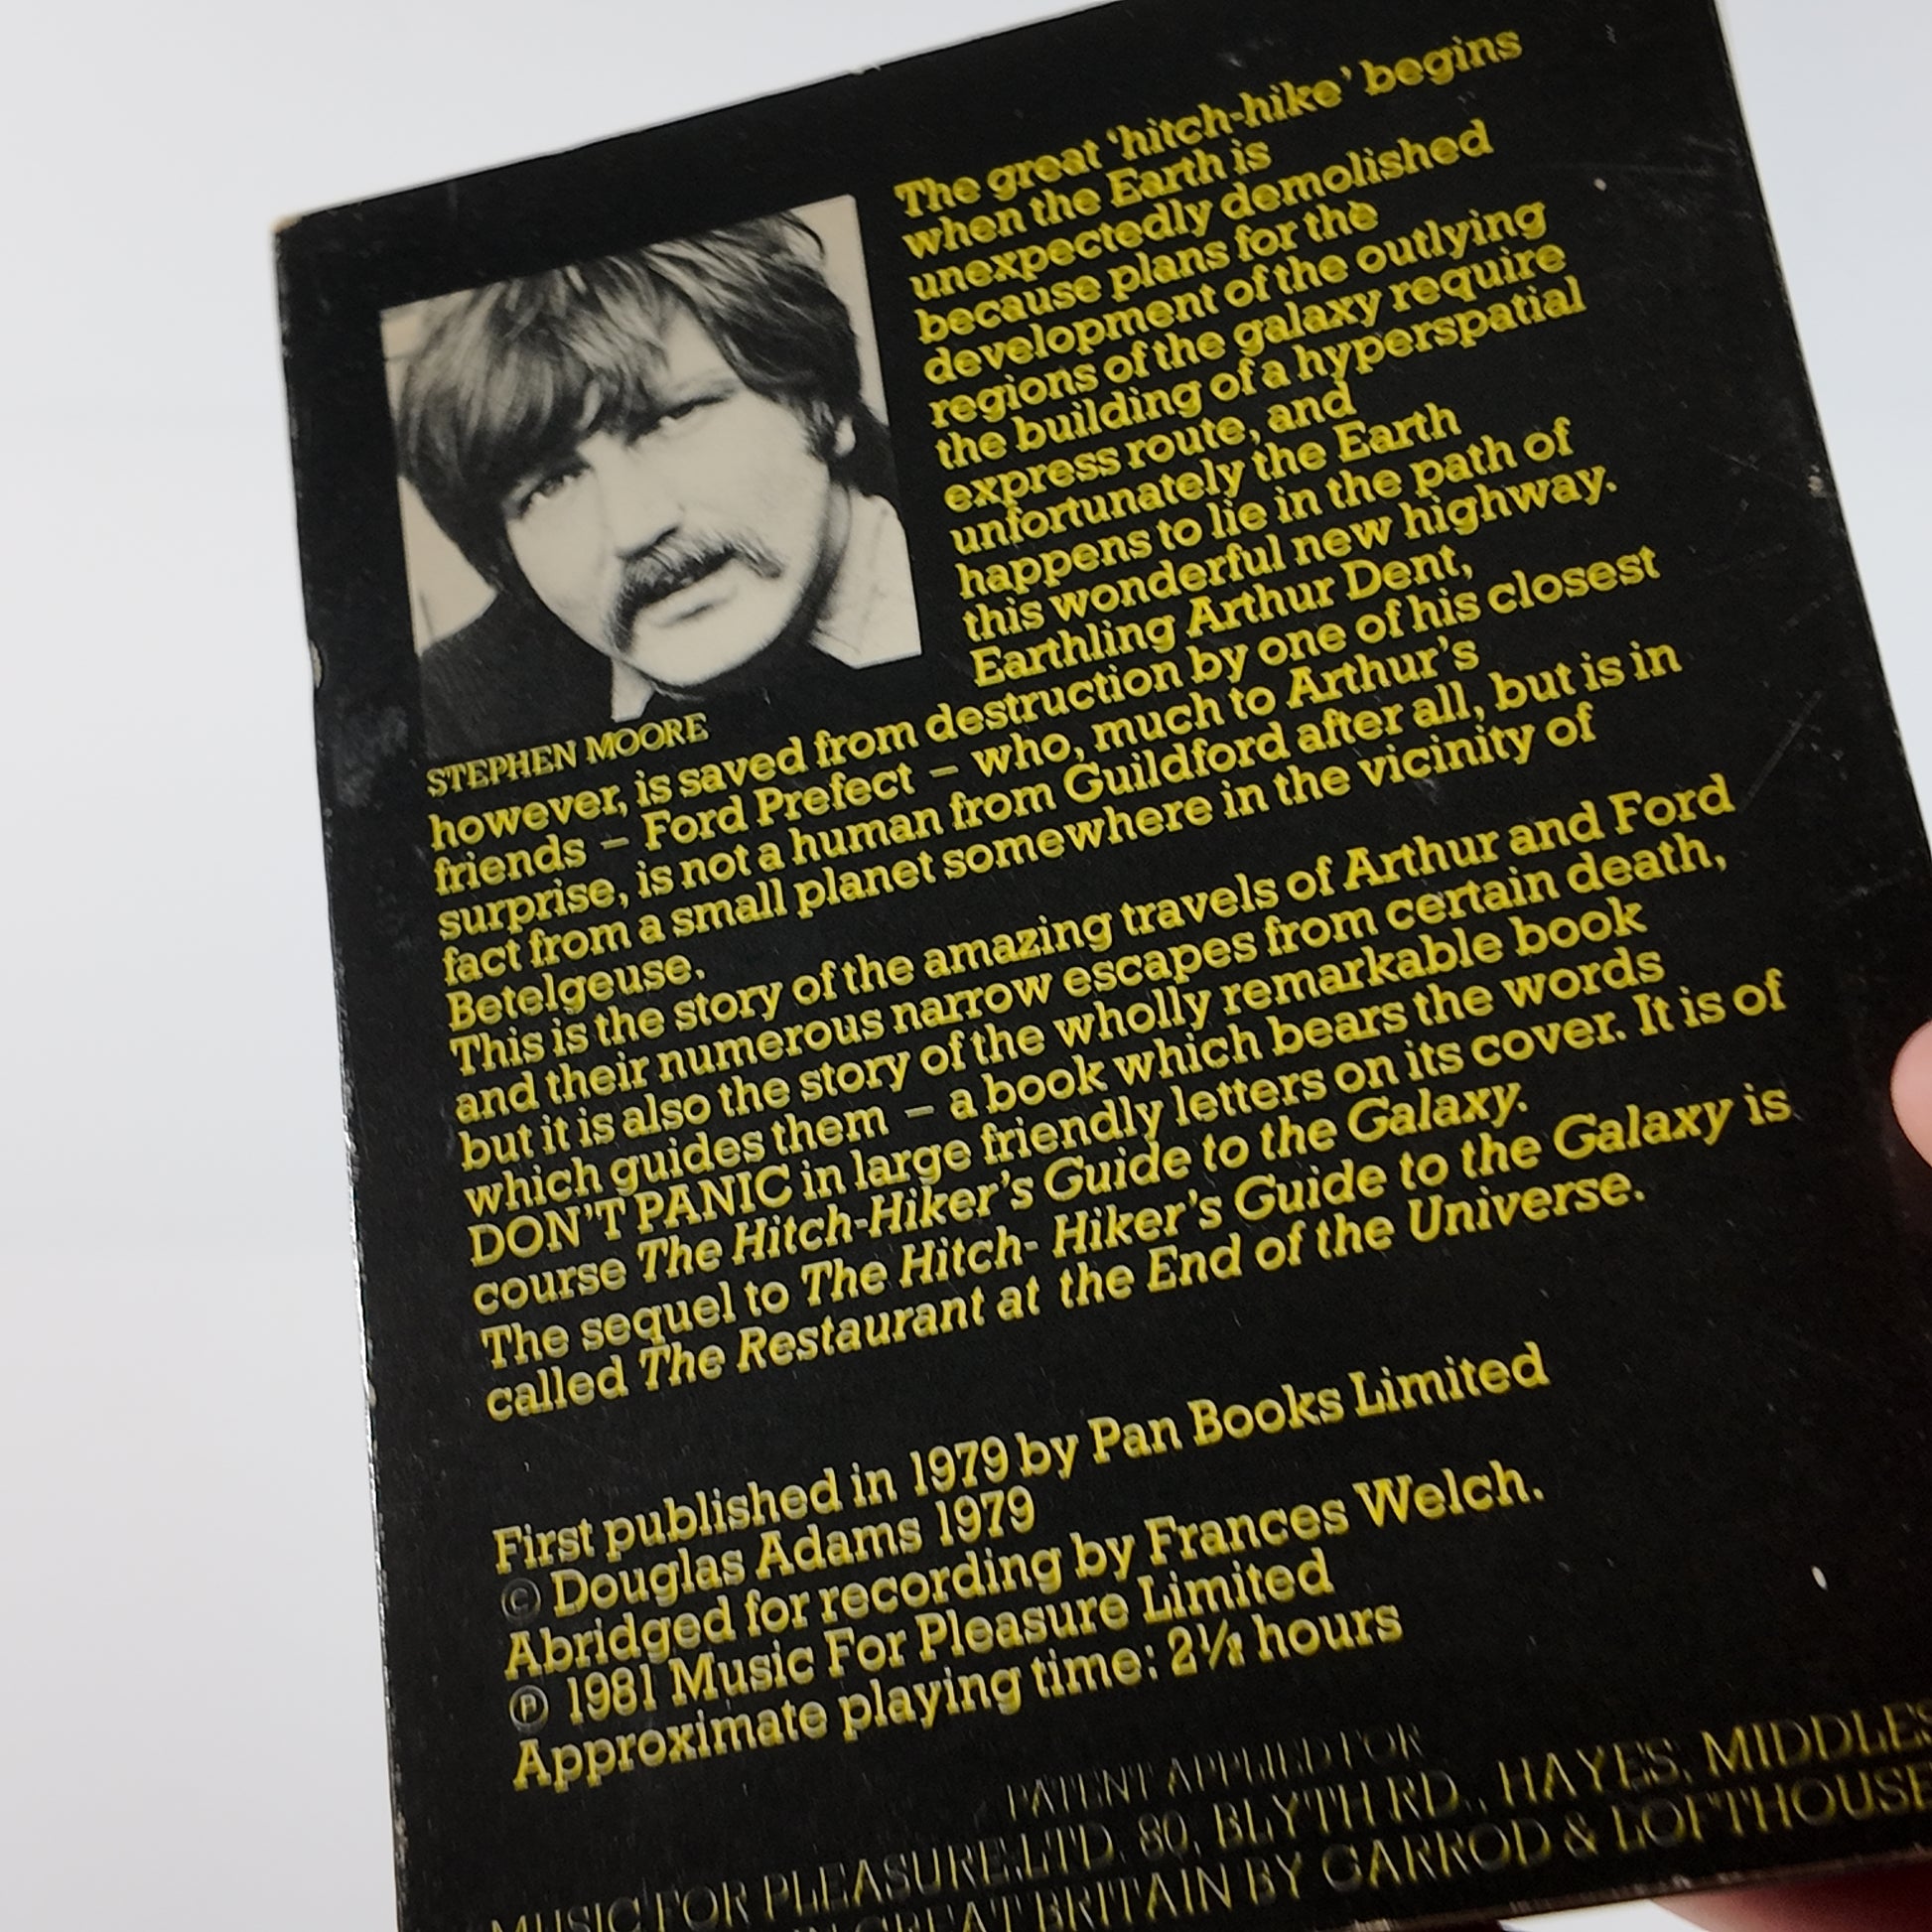 The great 'hitch-hike' begins
when the Earth is
unexpectedly demolished
because plans for the
development of the outlying
regions of the galaxy require
the building of a hyperspatial
express route, and
unfortunately the Earth
happens to lie in the path of
this wonderful new highway.
Earthling Arthur Dent,
STEPHEN MOORE
however, is saved from destruction by one of his closest
friends – Ford Prefect – who, much to Arthur's
surprise, is not a human from Guildford after all, but is in
fact from a small planet somewhere in the vicinity of
Betelgeuse.
This is the story of the amazing travels of Arthur and Ford
and their numerous narrow escapes from certain death,
but it is also the story of the wholly remarkable book
which guides them – a book which bears the words
DON'T PANIC in large friendly letters on its cover. It is of
course The Hitch-Hiker's Guide to the Galaxy.
The sequel to The Hitch- Hiker's Guide to the Galaxy is
called The Restaurant at the End of the Universe.
First published in 1979 by Pan Books Limited
© Douglas Adams 1979
Abridged for recording by Frances Welch.
℗ 1981 Music For Pleasure Limited
Approximate playing time: 2½ hours
PATENT APPLIED FOR
MUSIC FOR PLEASURE LTD. 80, BLYTH RD., HAYES, MIDDLES
IN GREAT BRITAIN BY GARROD & LOFTHOUSE